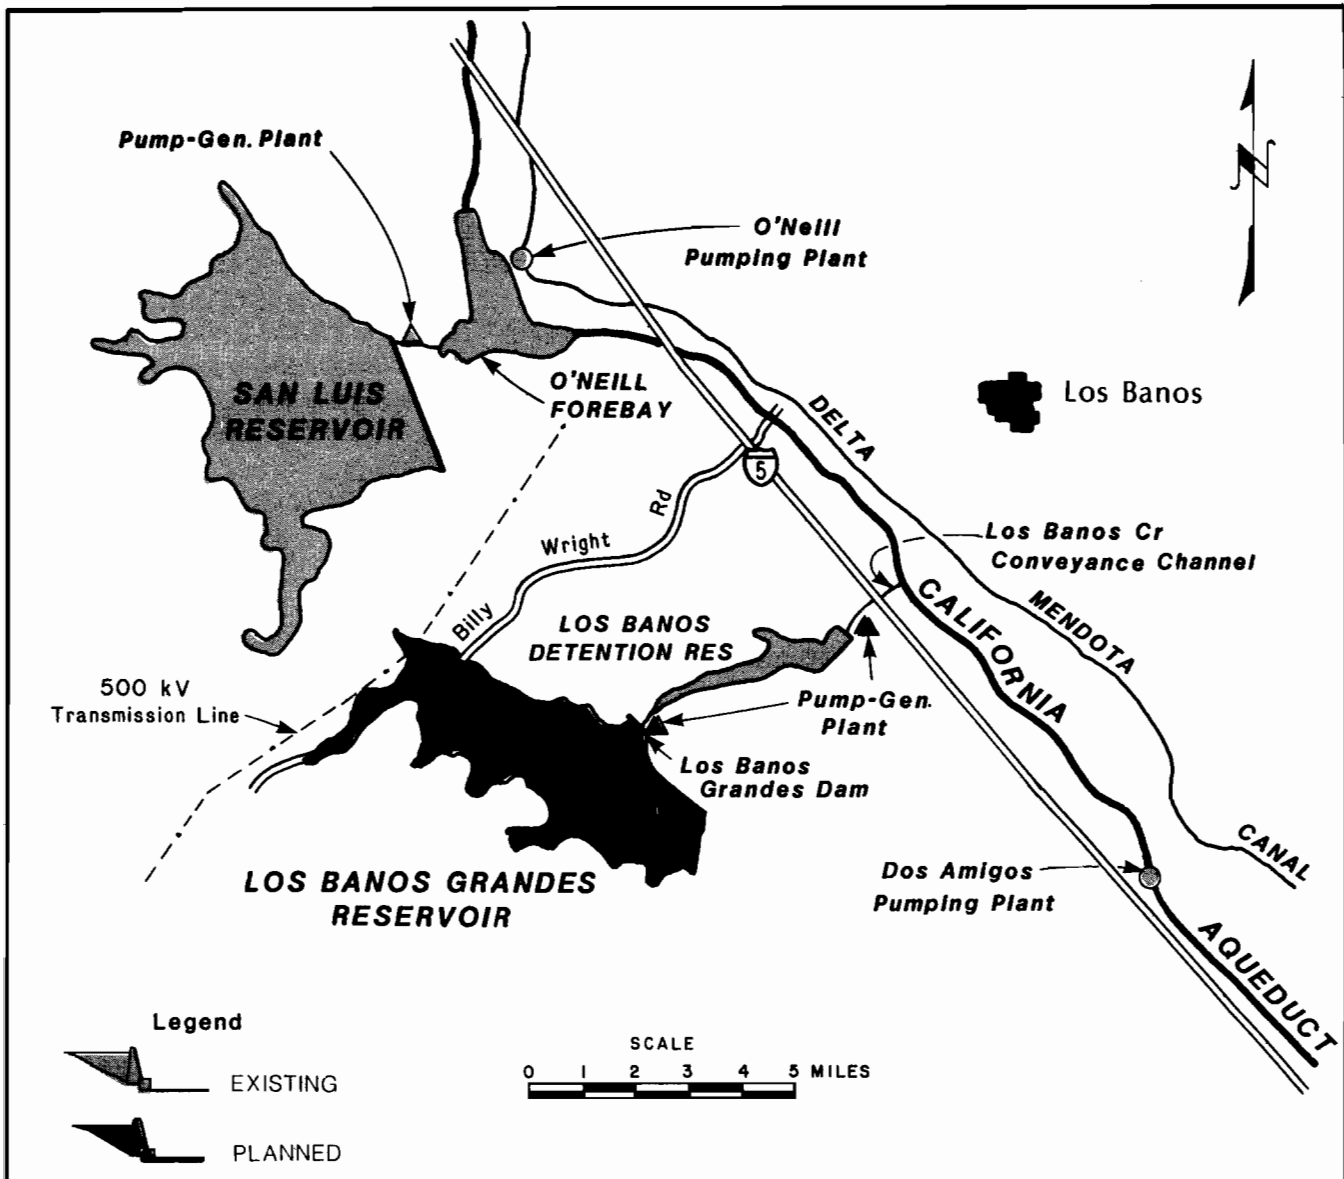 Pump-Gen. Plant
N
O'Neill
Pumping Plant
SAN LUIS
RESERVOIR
O'NEILL
FOREBAY
Los Banos
DELTA
MENDOTA
CANAL
5
Billy Wright Rd
Los Banos Cr
Conveyance Channel
CALIFORNIA
AQUEDUCT
LOS BANOS
DETENTION RES
500 kV
Transmission Line
Pump-Gen.
Plant
Los Banos
Grandes Dam
LOS BANOS GRANDES
RESERVOIR
Dos Amigos
Pumping Plant
Legend
EXISTING
PLANNED
SCALE
0 1 2 3 4 5 MILES